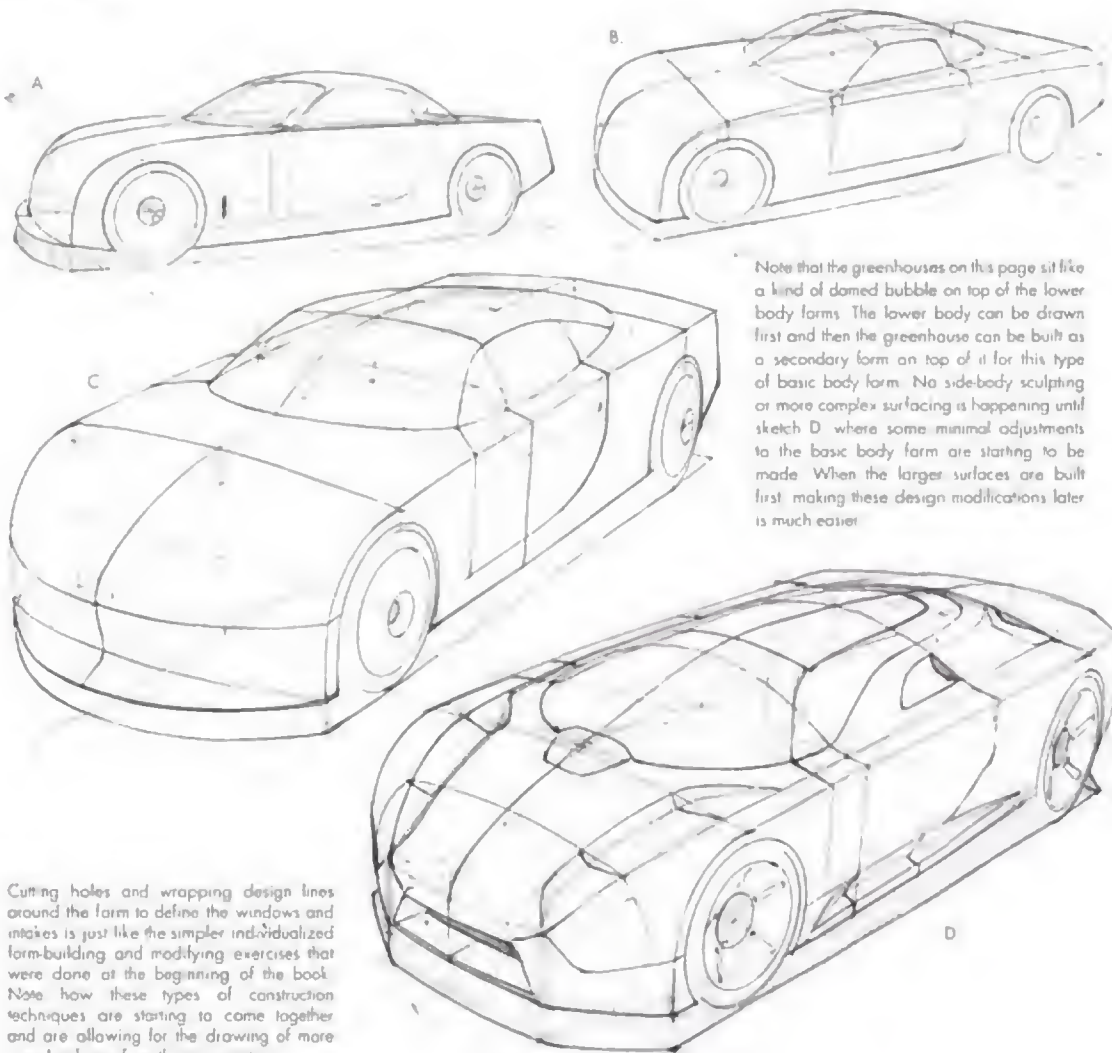 A
B.
Note that the greenhouses on this page sit like
a kind of domed bubble on top of the lower
body forms. The lower body can be drawn
first and then the greenhouse can be built as
a secondary form on top of it for this type
of basic body form. No side-body sculpting
or more complex surfacing is happening until
sketch D where some minimal adjustments
to the basic body form are starting to be
made. When the larger surfaces are built
first making these design modifications later
is much easier
C
Cutting holes and wrapping design lines
around the form to define the windows and
intakes is just like the simpler individualized
form-building and modifying exercises that
were done at the beginning of the book.
Note how these types of construction
techniques are starting to come together
and are allowing for the drawing of more
D